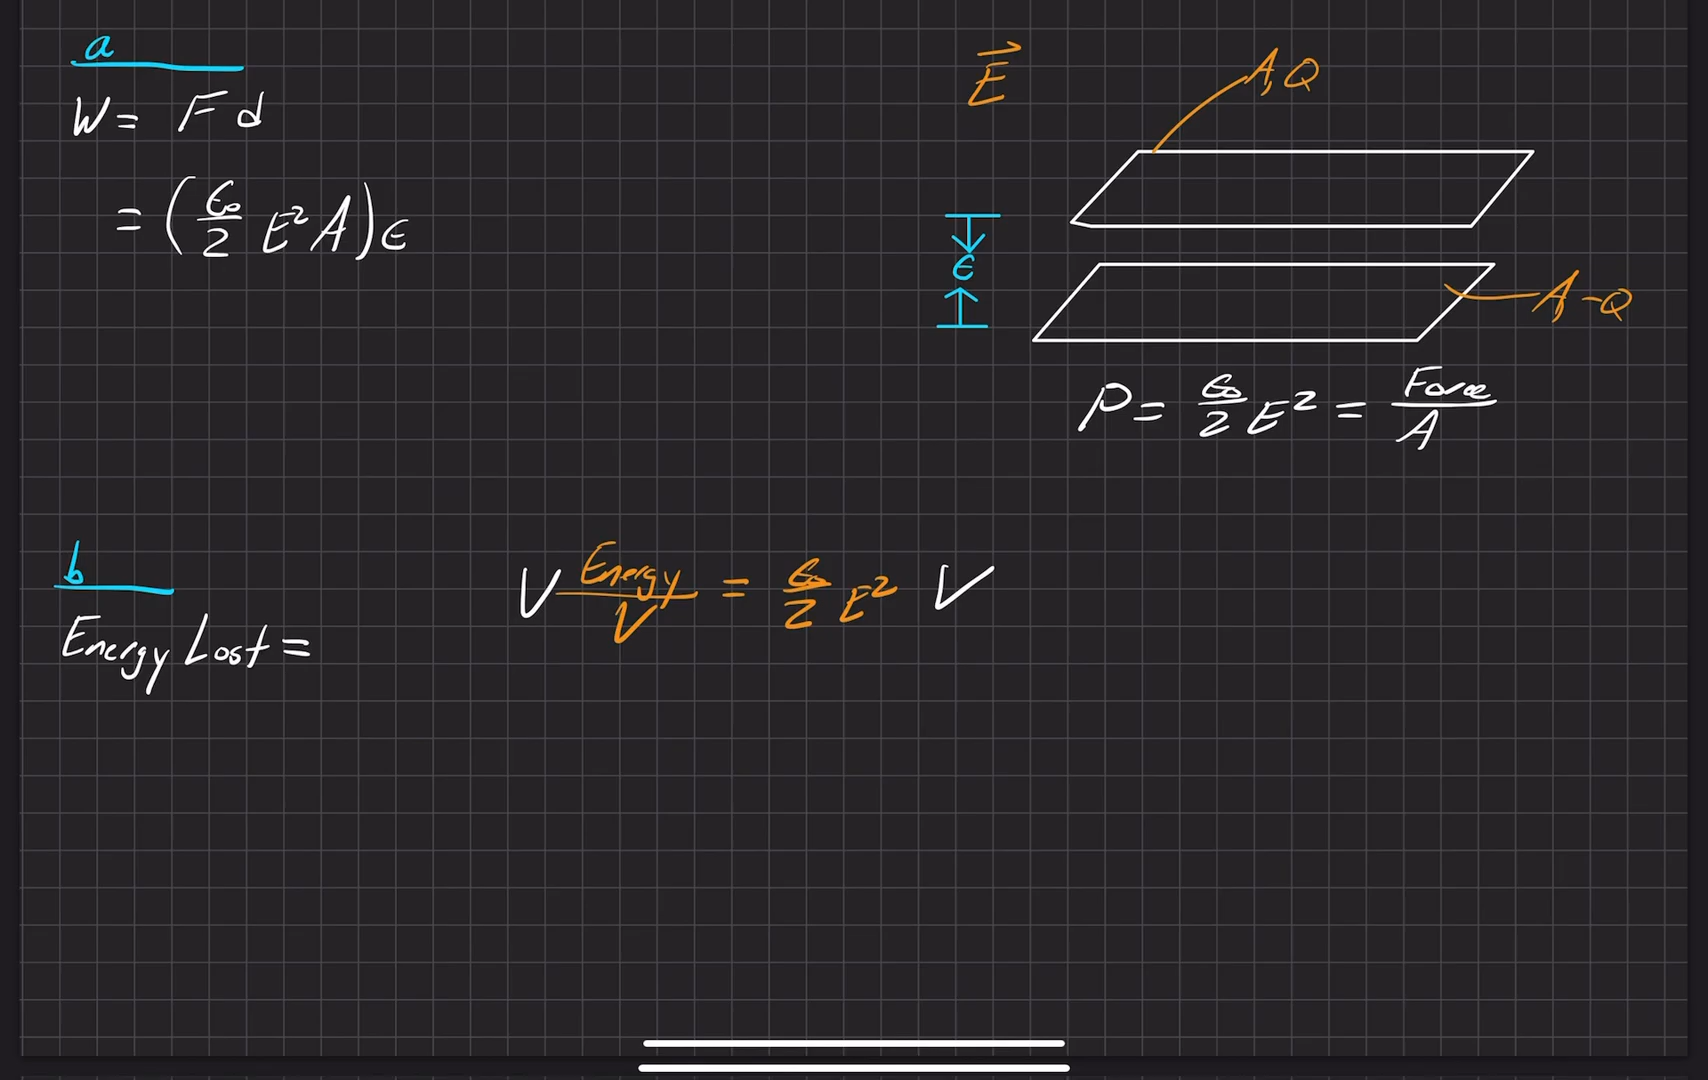 a
W = F d
= (ϵ₀/2 E² A) ϵ
E⃗
A, Q
ϵ
A, -Q
P = ϵ₀/2 E² = Force/A
b
Energy Lost =
V Energy/V = ϵ₀/2 E² V